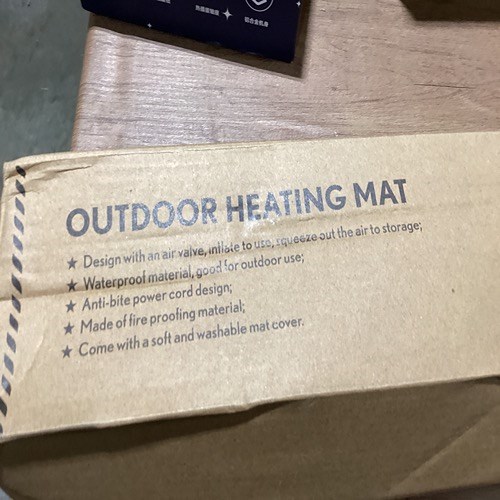 OUTDOOR HEATING MAT
★ Design with an air valve, inflate to use, squeeze out the air to storage;
★ Waterproof material, good for outdoor use;
★ Anti-bite power cord design;
★ Made of fire proofing material;
★ Come with a soft and washable mat cover.